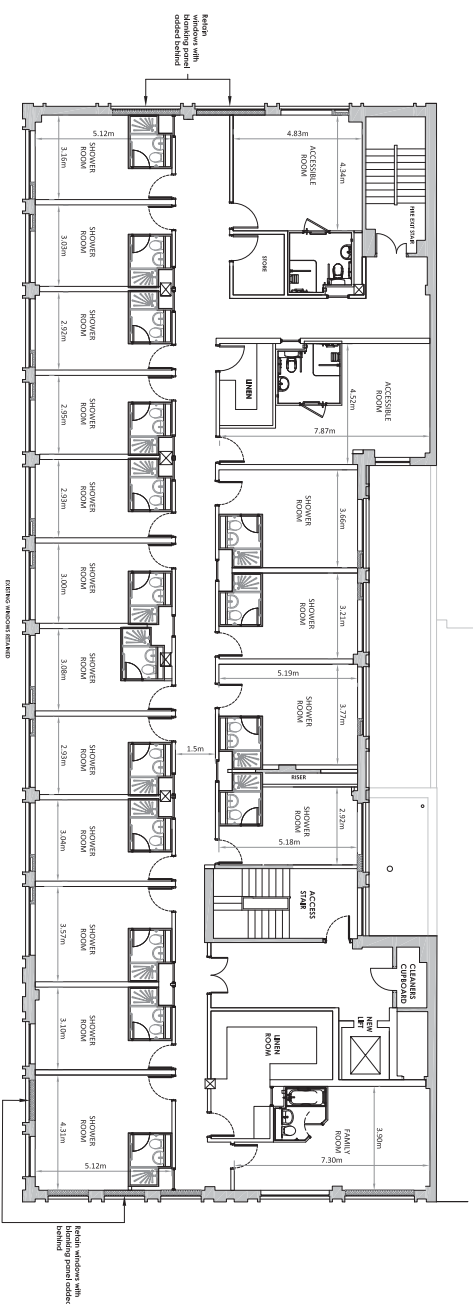 Retain
windows with
blanking panel
added behind
5.12m
3.16m
SHOWER
ROOM
4.83m
ACCESSIBLE
ROOM
4.34m
FIRE EXIT STAIR
3.03m
SHOWER
ROOM
STORE
2.92m
SHOWER
ROOM
LINEN
4.52m
ACCESSIBLE
ROOM
7.87m
2.95m
SHOWER
ROOM
2.93m
SHOWER
ROOM
SHOWER
ROOM
3.66m
3.00m
SHOWER
ROOM
SHOWER
ROOM
3.21m
EXISTING WINDOWS RETAINED
3.08m
SHOWER
ROOM
5.19m
SHOWER
ROOM
3.77m
2.93m
SHOWER
ROOM
1.5m
RISER
3.04m
SHOWER
ROOM
SHOWER
ROOM
2.92m
5.18m
3.57m
SHOWER
ROOM
ACCESS
STAIR
3.10m
SHOWER
ROOM
CLEANERS
CUPBOARD
NEW
LIFT
LINEN
ROOM
4.31m
SHOWER
ROOM
5.12m
FAMILY
ROOM
3.90m
7.30m
Retain windows with
blanking panel added
behind